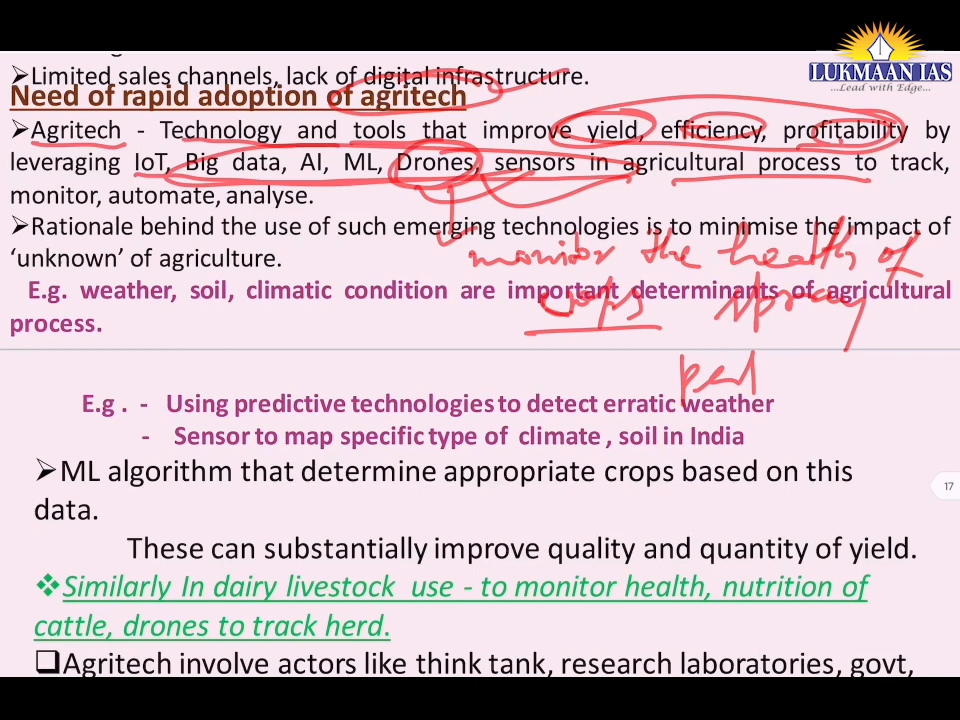 LUKMAAN IAS
...Lead with Edge...
➢Limited sales channels, lack of digital infrastructure.
Need of rapid adoption of agritech
➢Agritech - Technology and tools that improve yield, efficiency, profitability by
leveraging IoT, Big data, AI, ML, Drones, sensors in agricultural process to track,
monitor, automate, analyse.
➢Rationale behind the use of such emerging technologies is to minimise the impact of
‘unknown’ of agriculture.
monitor the health of
crops spray
E.g. weather, soil, climatic condition are important determinants of agricultural
process.
E.g . - Using predictive technologies to detect erratic weather
- Sensor to map specific type of climate , soil in India
➢ML algorithm that determine appropriate crops based on this
data.
17
These can substantially improve quality and quantity of yield.
❖Similarly In dairy livestock use - to monitor health, nutrition of
cattle, drones to track herd.
❑Agritech involve actors like think tank, research laboratories, govt,